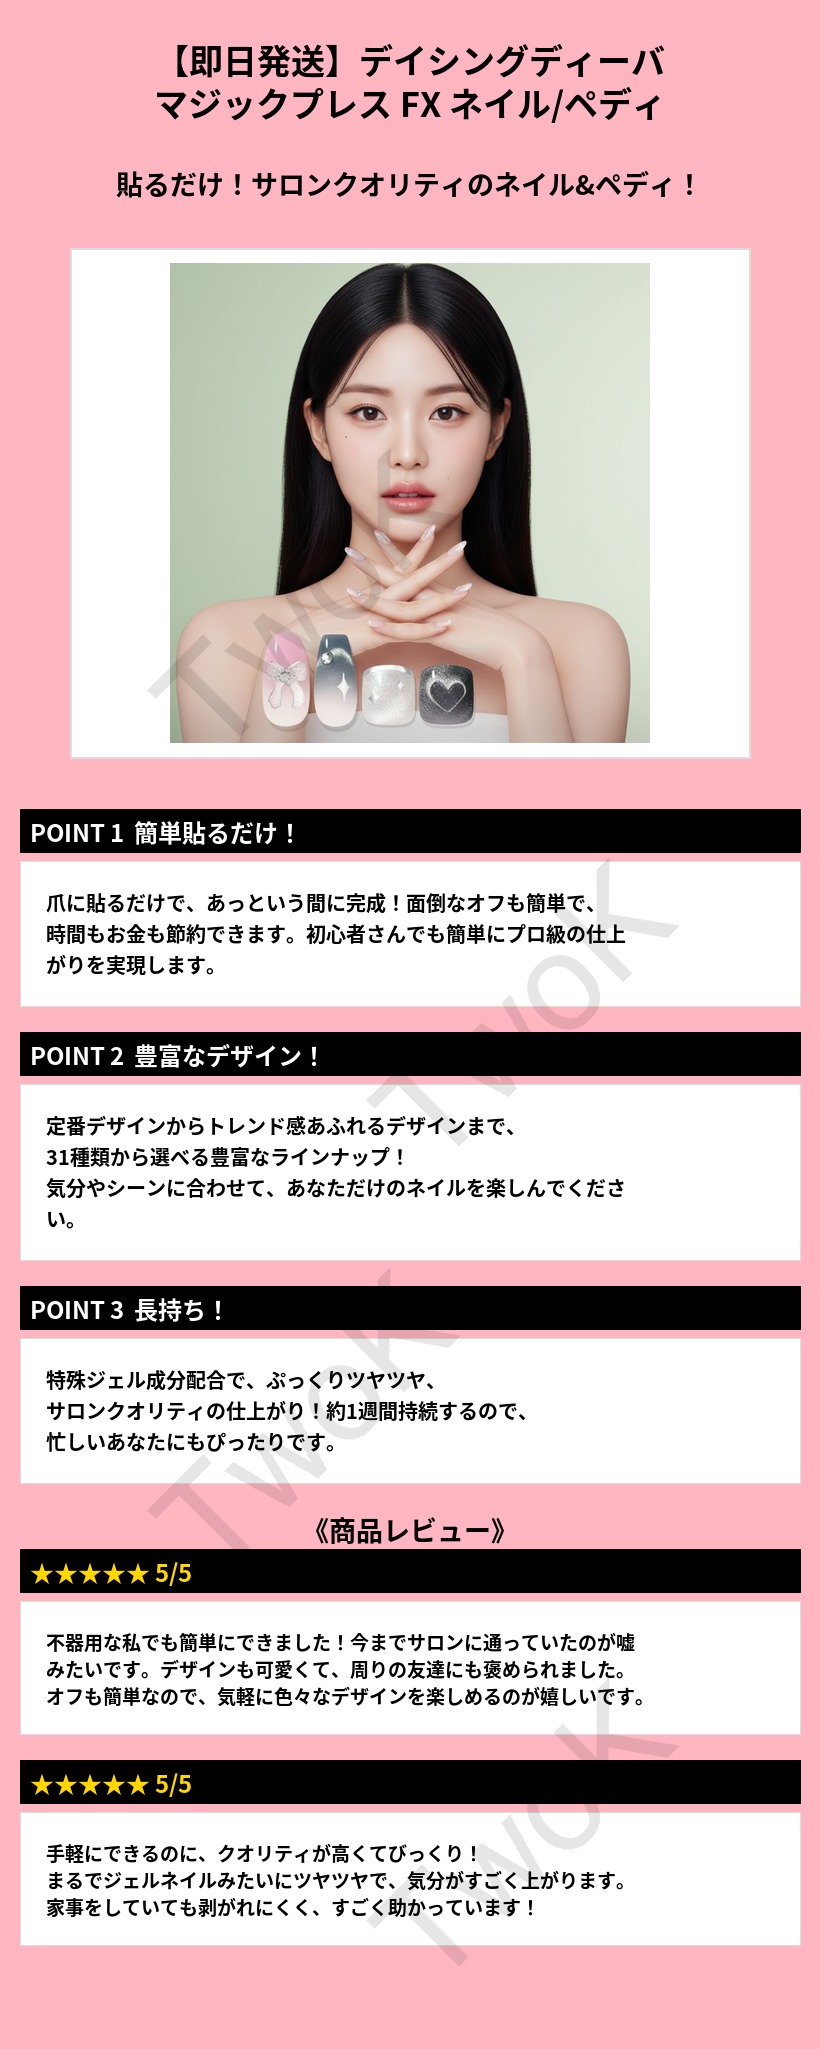 【即日発送】デイシングディーバ
マジックプレス FX ネイル/ペディ
貼るだけ！サロンクオリティのネイル&ペディ！
TwoK
POINT 1 簡単貼るだけ！
爪に貼るだけで、あっという間に完成！面倒なオフも簡単で、
時間もお金も節約できます。初心者さんでも簡単にプロ級の仕上
がりを実現します。
TwoK
POINT 2 豊富なデザイン！
定番デザインからトレンド感あふれるデザインまで、
31種類から選べる豊富なラインナップ！
気分やシーンに合わせて、あなただけのネイルを楽しんでくださ
い。
POINT 3 長持ち！
特殊ジェル成分配合で、ぷっくりツヤツヤ、
サロンクオリティの仕上がり！約1週間持続するので、
忙しいあなたにもぴったりです。
TwoK
《商品レビュー》
★★★★★ 5/5
不器用な私でも簡単にできました！今までサロンに通っていたのが嘘
みたいです。デザインも可愛くて、周りの友達にも褒められました。
オフも簡単なので、気軽に色々なデザインを楽しめるのが嬉しいです。
★★★★★ 5/5
手軽にできるのに、クオリティが高くてびっくり！
まるでジェルネイルみたいにツヤツヤで、気分がすごく上がります。
家事をしていても剥がれにくく、すごく助かっています！
TwoK